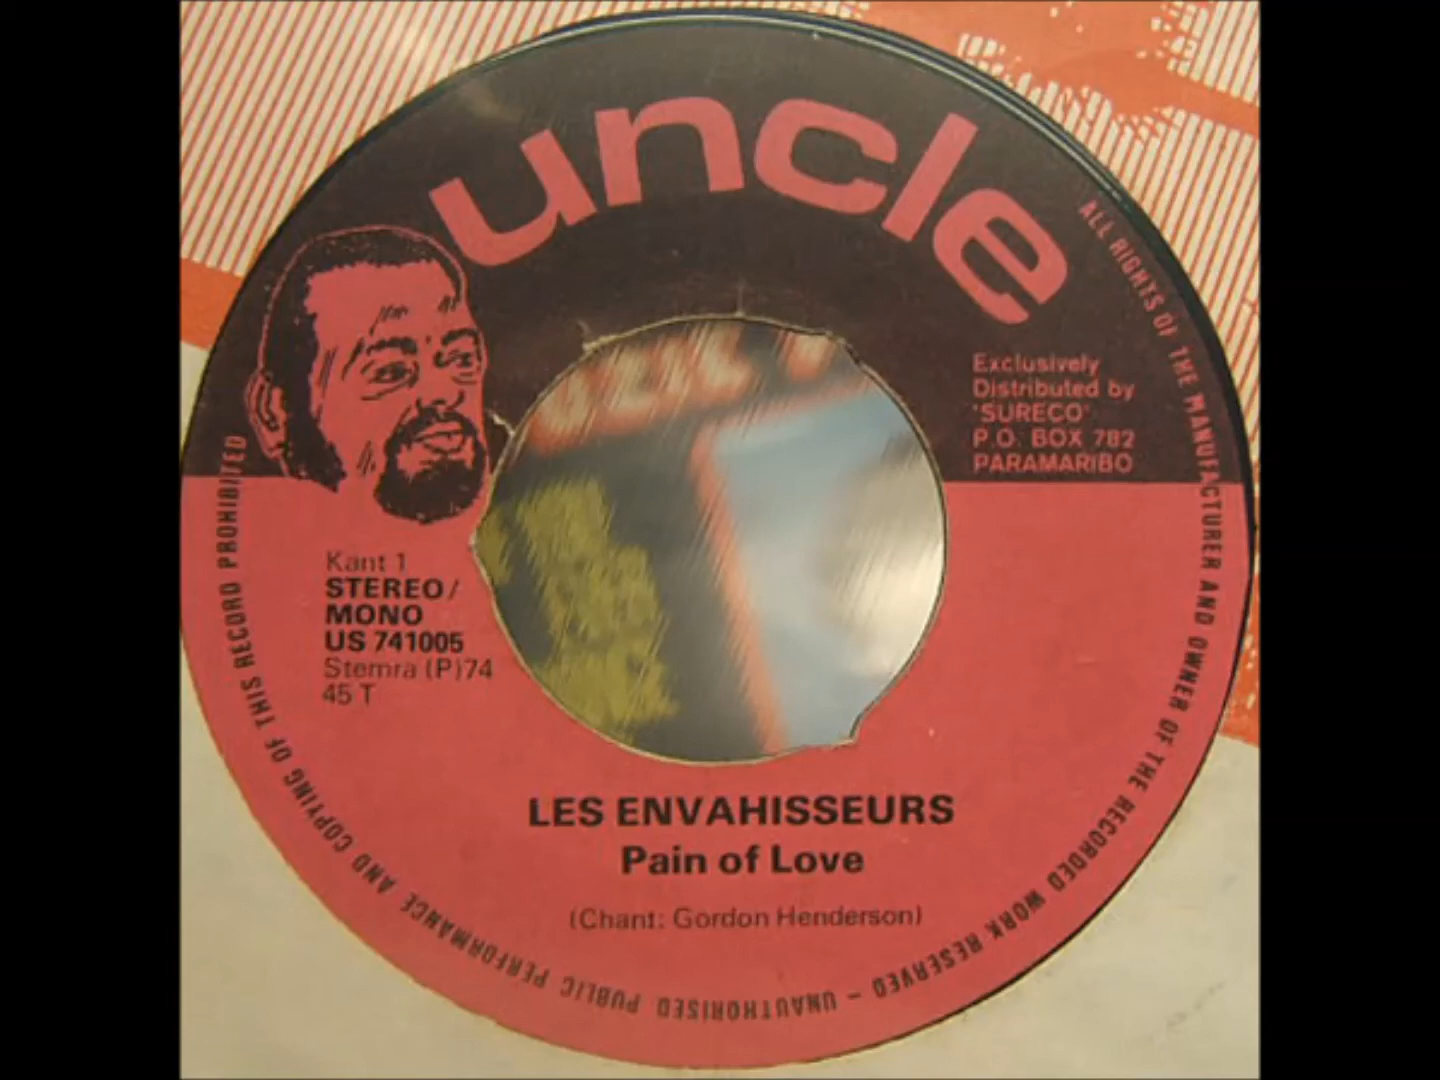 uncle
Exclusively
Distributed by
'SURECO'
P.O. BOX 782
PARAMARIBO
Kant 1
STEREO/
MONO
US 741005
Stemra (P)74
45 T
LES ENVAHISSEURS
Pain of Love
(Chant: Gordon Henderson)
ALL RIGHTS OF THE MANUFACTURER AND OWNER OF THE RECORDED WORK RESERVED – UNAUTHORISED PUBLIC PERFORMANCE AND COPYING OF THIS RECORD PROHIBITED